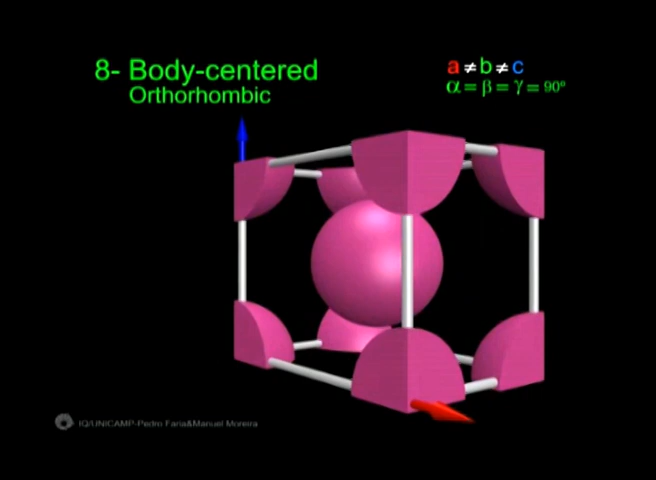 8- Body-centered
Orthorhombic
a≠b≠c
α=β=γ=90º
IQ/UNICAMP-Pedro Faria&Manuel Moreira